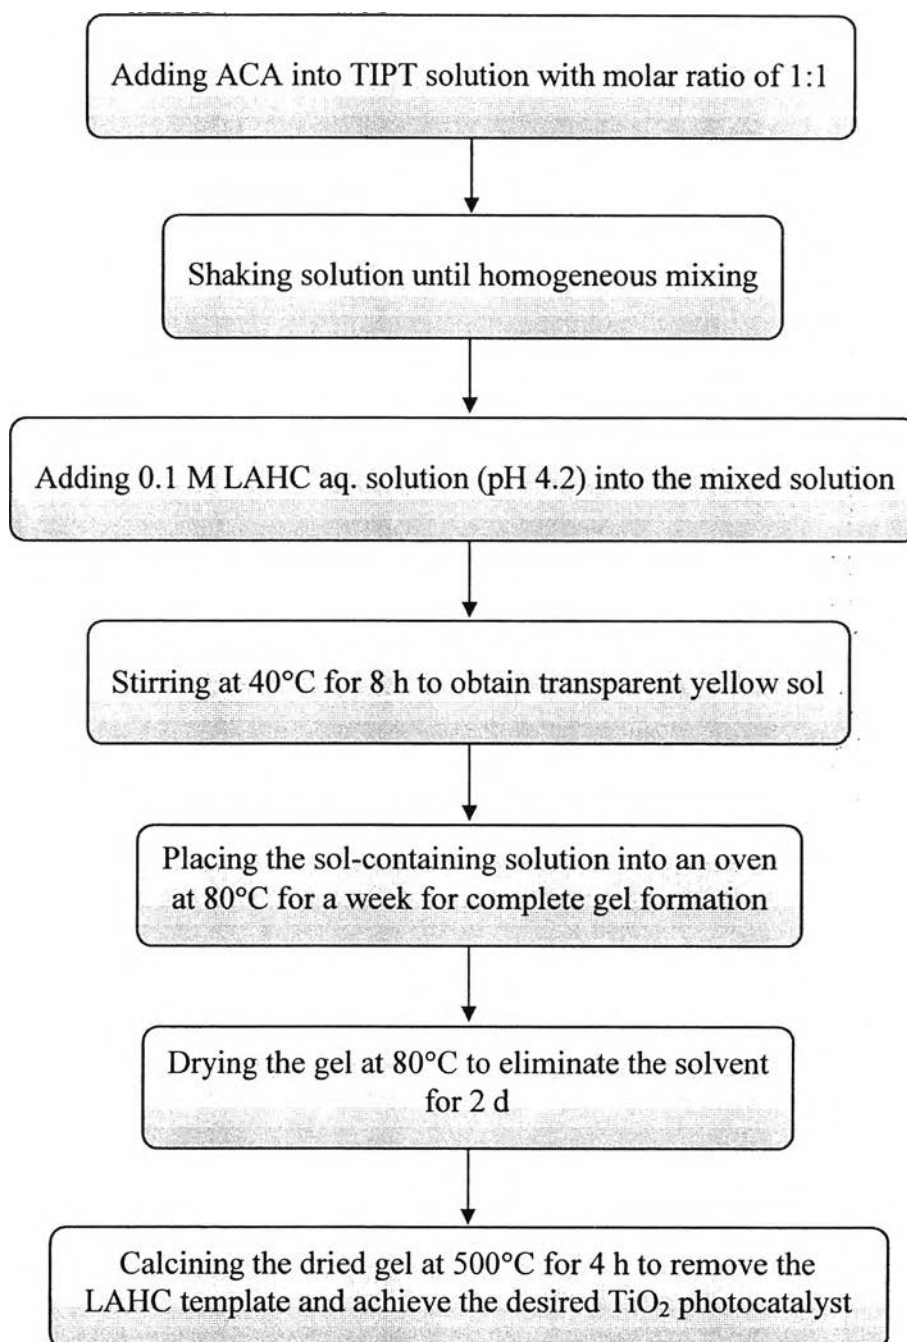 Adding ACA into TIPT solution with molar ratio of 1:1
Shaking solution until homogeneous mixing
Adding 0.1 M LAHC aq. solution (pH 4.2) into the mixed solution
Stirring at 40°C for 8 h to obtain transparent yellow sol
Placing the sol-containing solution into an oven
at 80°C for a week for complete gel formation
Drying the gel at 80°C to eliminate the solvent
for 2 d
Calcining the dried gel at 500°C for 4 h to remove the
LAHC template and achieve the desired TiO₂ photocatalyst